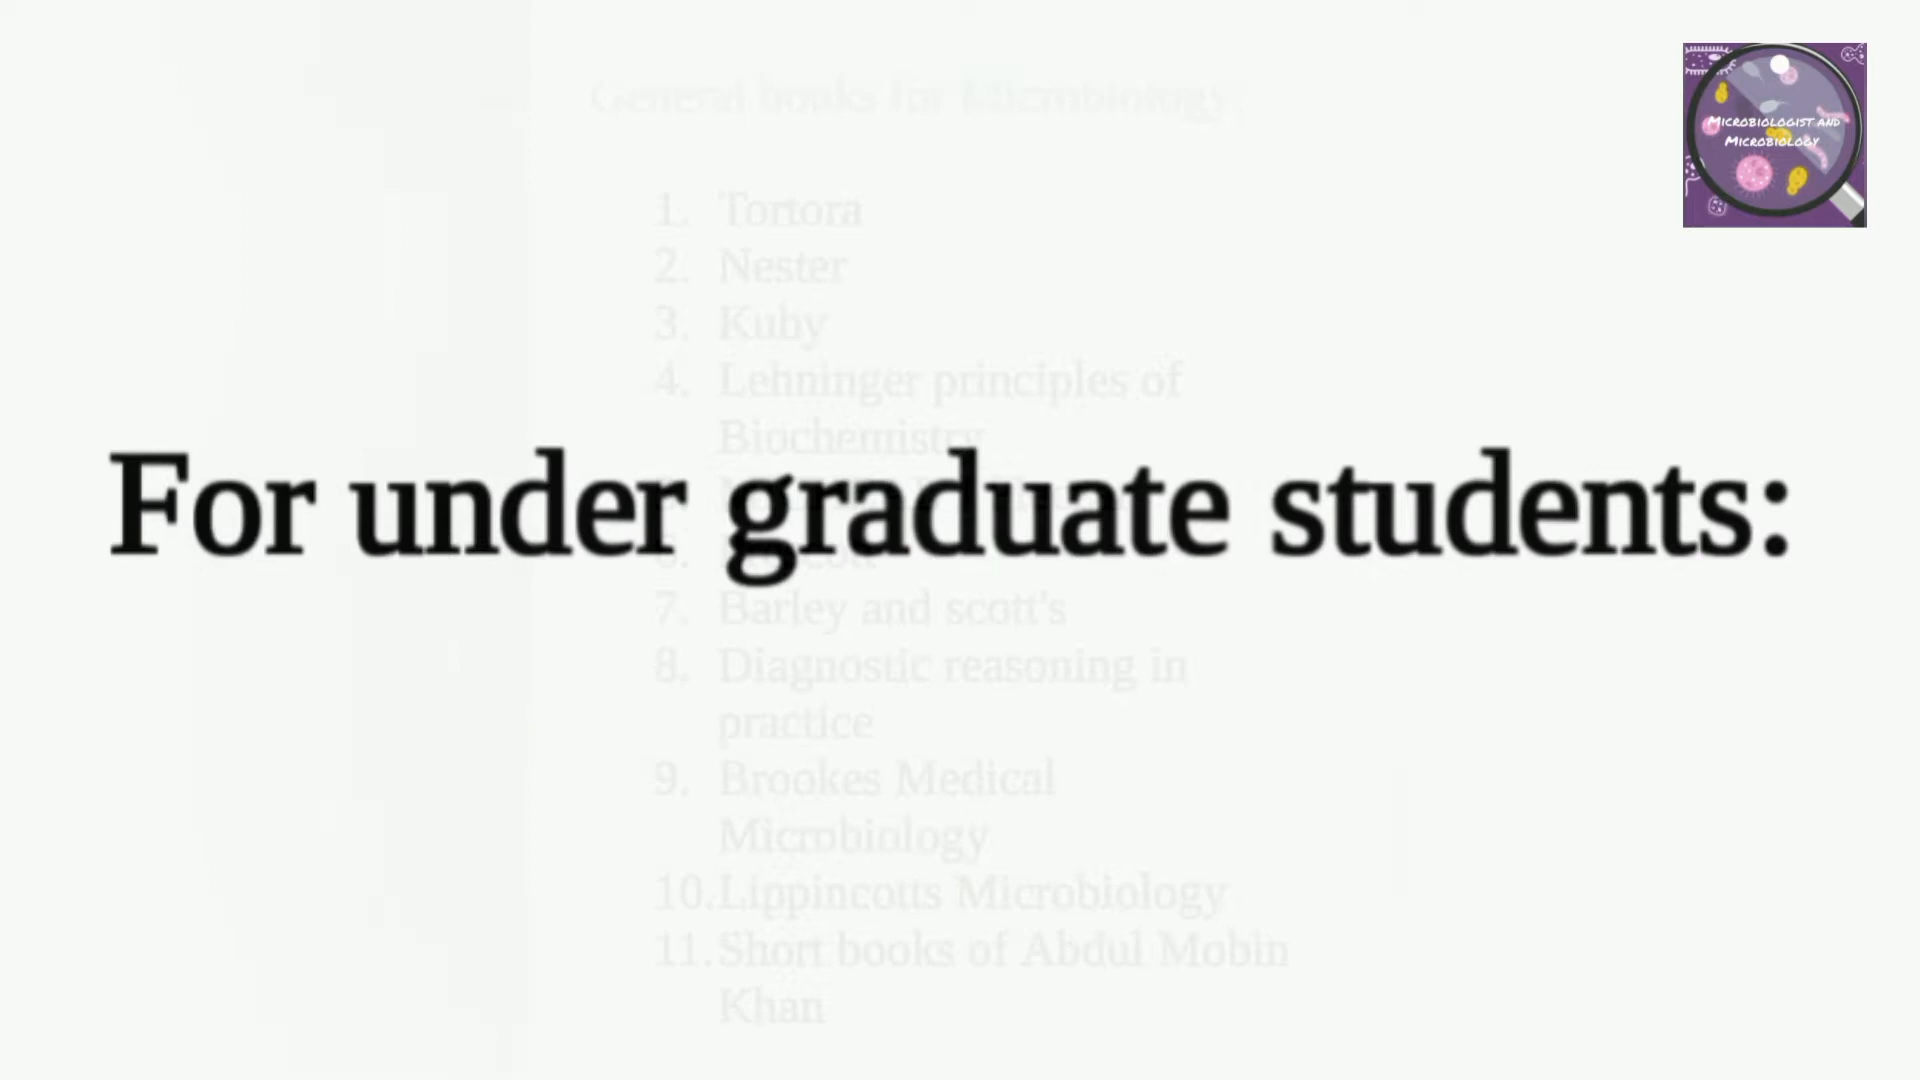 General books for Microbiology:
MICROBIOLOGIST AND
MICROBIOLOGY
1. Tortora
2. Nester
3. Kuby
4. Lehninger principles of
Biochemistry
For under graduate students:
7. Barley and scott's
8. Diagnostic reasoning in
practice
9. Brookes Medical
Microbiology
10. Lippincotts Microbiology
11. Short books of Abdul Mobin
Khan